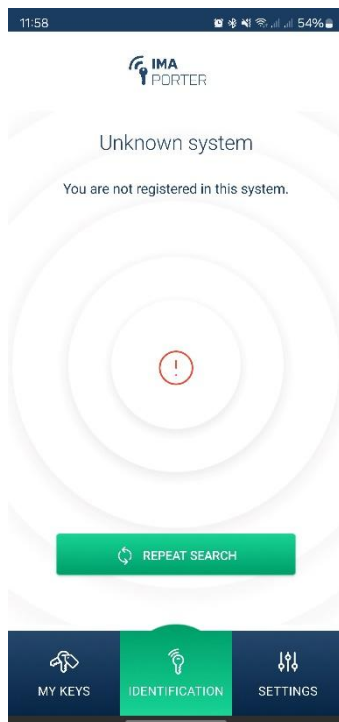 11:58 54%
IMA
PORTER
Unknown system
You are not registered in this system.
!
REPEAT SEARCH
MY KEYS IDENTIFICATION SETTINGS